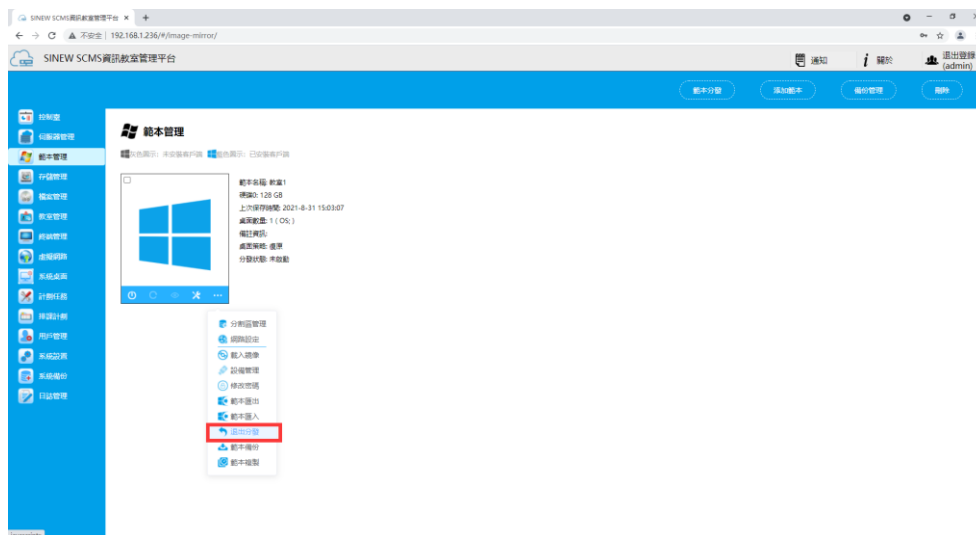 SINEW SCMS資訊教室管理平台
不安全 | 192.168.1.236/#/image-mirror/
SINEW SCMS資訊教室管理平台
通知
關於
退出登錄
(admin)
範本分發
添加範本
備份管理
刪除
控制臺
伺服器管理
範本管理
存儲管理
檔案管理
教室管理
終端管理
虛擬網路
系統桌面
計劃任務
排課計劃
用戶管理
系統設置
系統備份
日誌管理
範本管理
灰色顯示: 未安裝客戶端
藍色顯示: 已安裝客戶端
範本名稱: 教室1
硬碟0: 128 GB
上次保存時間: 2021-8-31 15:03:07
桌面數量: 1 ( OS; )
備註資訊:
桌面策略: 還原
分發狀態: 未啟動
分割區管理
網路設定
載入鏡像
設備管理
修改密碼
範本匯出
範本匯入
退出分發
範本備份
範本複製